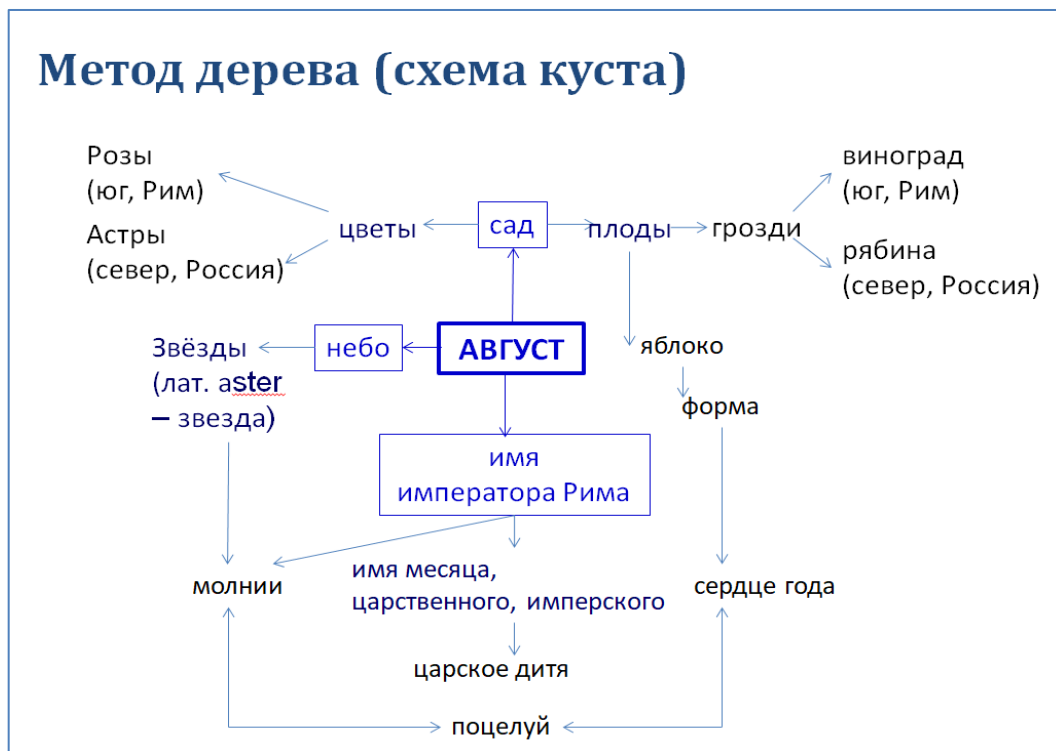 Метод дерева (схема куста)
Розы
(юг, Рим)
Астры
(север, Россия)
цветы
сад
плоды
грозди
виноград
(юг, Рим)
рябина
(север, Россия)
Звёзды
(лат. aster
– звезда)
небо
АВГУСТ
яблоко
форма
имя
императора Рима
молнии
имя месяца,
царственного, имперского
сердце года
царское дитя
поцелуй